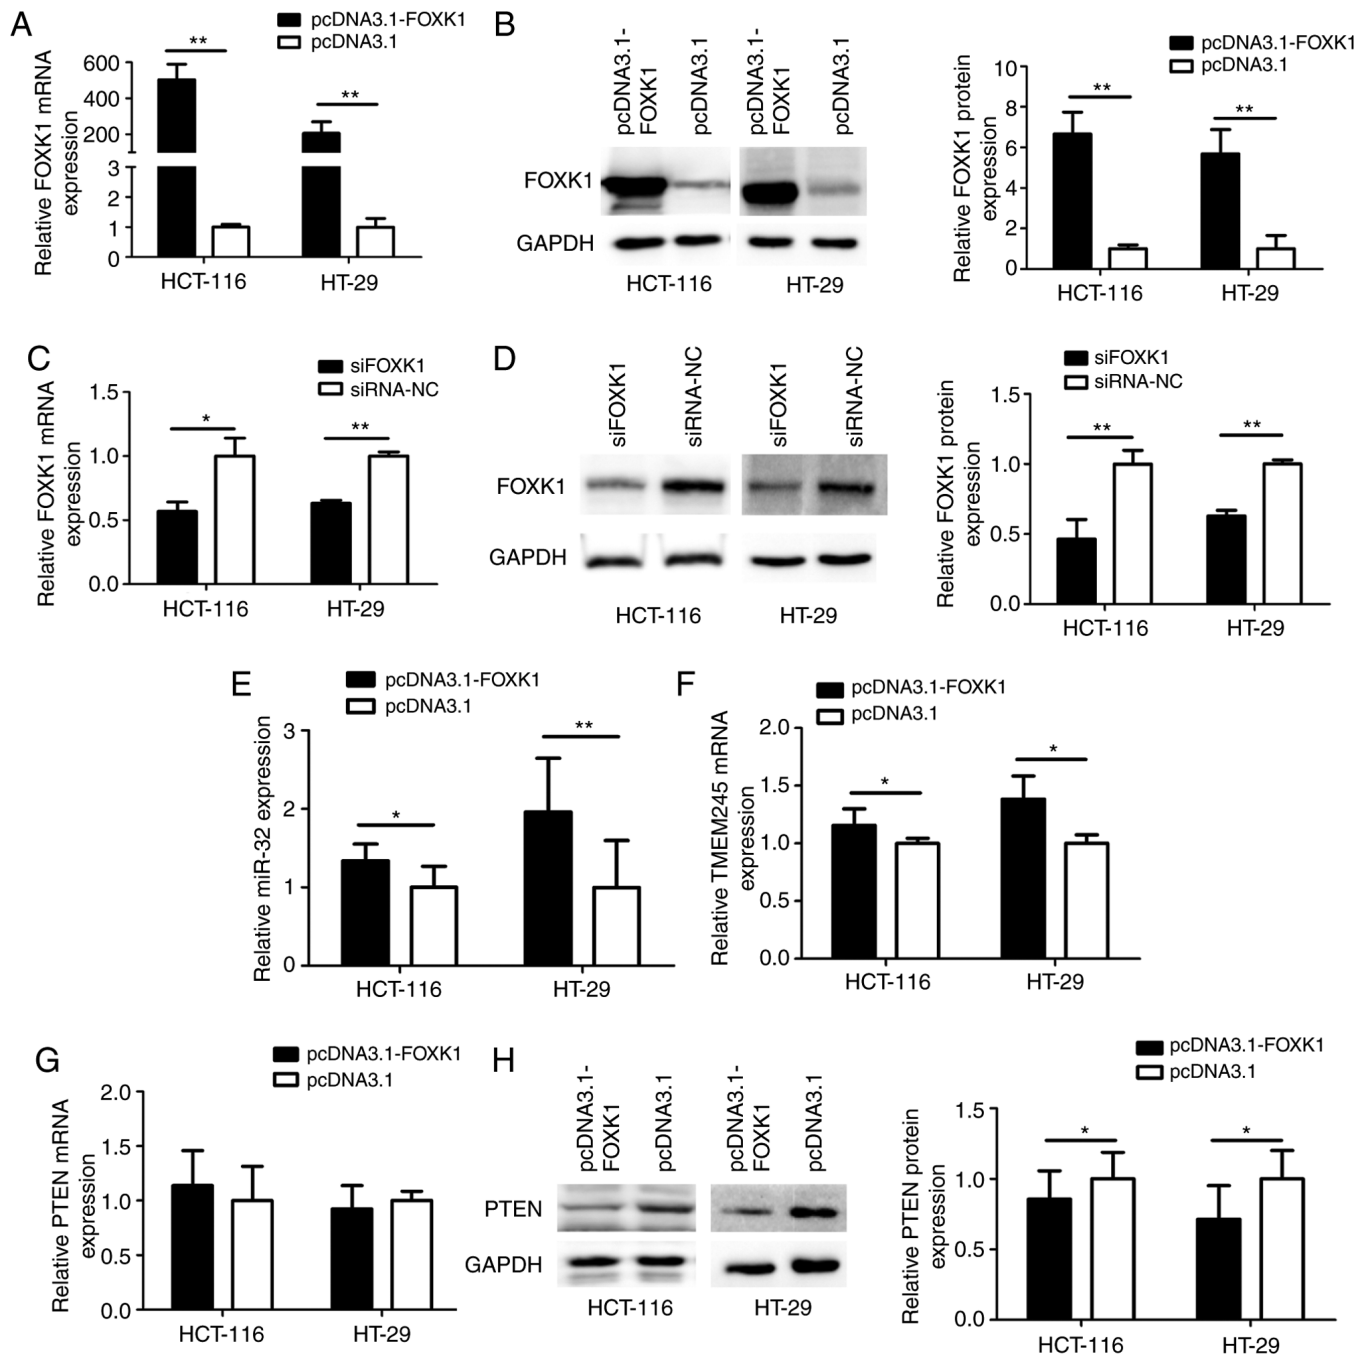 A
pcDNA3.1-FOXK1
pcDNA3.1
Relative FOXK1 mRNA
expression
600
400
200
3
2
1
0
**
**
HCT-116
HT-29
B
pcDNA3.1-
FOXK1
pcDNA3.1
pcDNA3.1-
FOXK1
pcDNA3.1
FOXK1
GAPDH
HCT-116
HT-29
pcDNA3.1-FOXK1
pcDNA3.1
Relative FOXK1 protein
expression
10
8
6
4
2
0
**
**
HCT-116
HT-29
C
siFOXK1
siRNA-NC
Relative FOXK1 mRNA
expression
1.5
1.0
0.5
0.0
*
**
HCT-116
HT-29
D
siFOXK1
siRNA-NC
siFOXK1
siRNA-NC
FOXK1
GAPDH
HCT-116
HT-29
siFOXK1
siRNA-NC
Relative FOXK1 protein
expression
1.5
1.0
0.5
0.0
**
**
HCT-116
HT-29
E
pcDNA3.1-FOXK1
pcDNA3.1
Relative miR-32 expression
3
2
1
0
*
**
HCT-116
HT-29
F
pcDNA3.1-FOXK1
pcDNA3.1
Relative TMEM245 mRNA
expression
2.0
1.5
1.0
0.5
0.0
*
*
HCT-116
HT-29
G
pcDNA3.1-FOXK1
pcDNA3.1
Relative PTEN mRNA
expression
2.0
1.5
1.0
0.5
0.0
HCT-116
HT-29
H
pcDNA3.1-
FOXK1
pcDNA3.1
pcDNA3.1-
FOXK1
pcDNA3.1
PTEN
GAPDH
HCT-116
HT-29
pcDNA3.1-FOXK1
pcDNA3.1
Relative PTEN protein
expression
1.5
1.0
0.5
0.0
*
*
HCT-116
HT-29